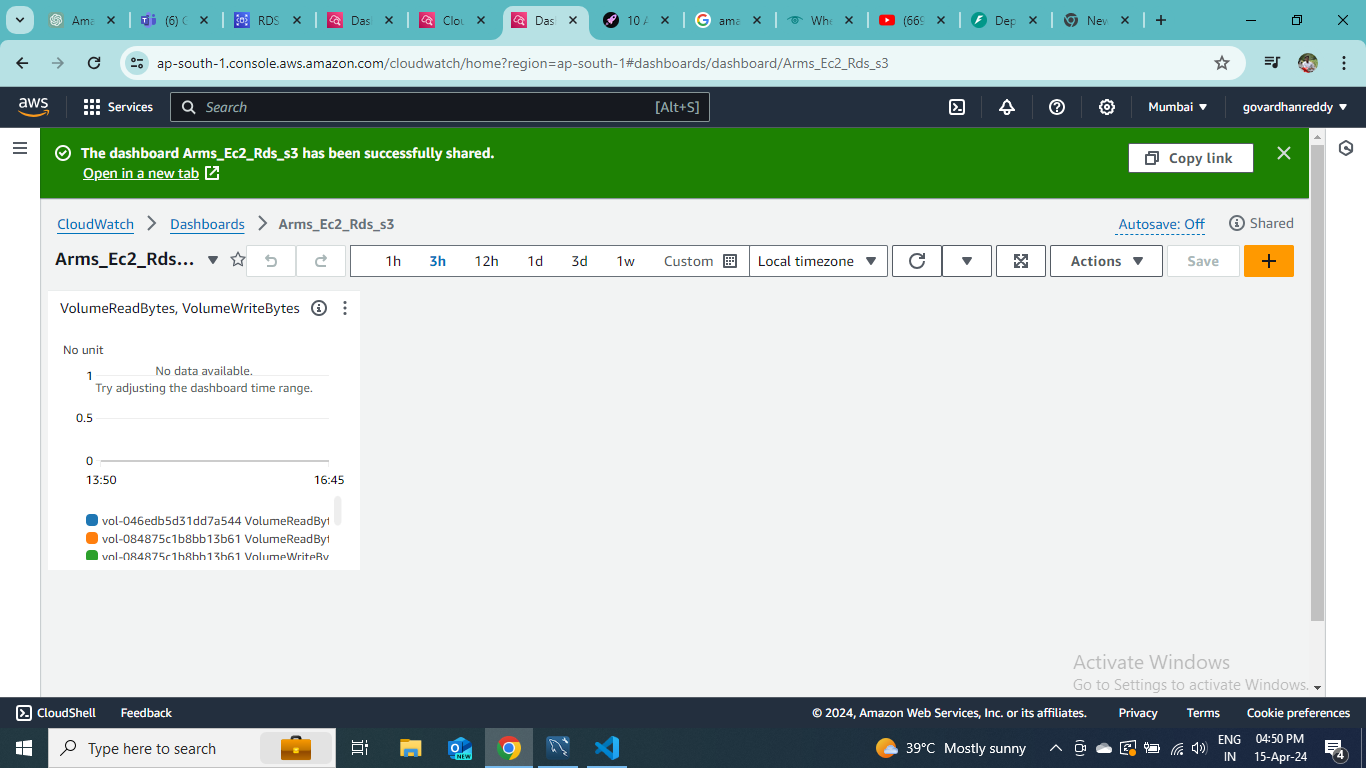 Ama
(6) C
RDS
Das
Clou
Das
10 A
ama
Whe
(669
Dep
New
ap-south-1.console.aws.amazon.com/cloudwatch/home?region=ap-south-1#dashboards/dashboard/Arms_Ec2_Rds_s3
aws
Services
Search
[Alt+S]
Mumbai
govardhanreddy
The dashboard Arms_Ec2_Rds_s3 has been successfully shared.
Open in a new tab
Copy link
CloudWatch
Dashboards
Arms_Ec2_Rds_s3
Autosave: Off
Shared
Arms_Ec2_Rds...
1h
3h
12h
1d
3d
1w
Custom
Local timezone
Actions
Save
VolumeReadBytes, VolumeWriteBytes
No unit
No data available.
Try adjusting the dashboard time range.
1
0.5
0
13:50
16:45
vol-046edb5d31dd7a544 VolumeReadByt
vol-084875c1b8bb13b61 VolumeReadByt
vol-084875c1b8bb13b61 VolumeWriteBy
Activate Windows
Go to Settings to activate Windows.
CloudShell
Feedback
© 2024, Amazon Web Services, Inc. or its affiliates.
Privacy
Terms
Cookie preferences
Type here to search
NEW
39°C Mostly sunny
ENG
IN
04:50 PM
15-Apr-24
4